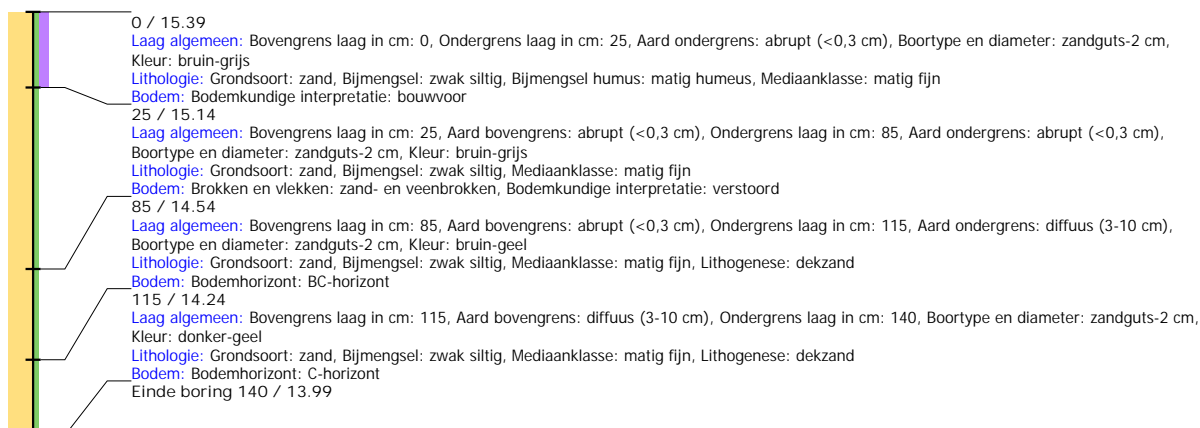 0 / 15.39
Laag algemeen: Bovengrens laag in cm: 0, Ondergrens laag in cm: 25, Aard ondergrens: abrupt (<0,3 cm), Boortype en diameter: zandguts-2 cm,
Kleur: bruin-grijs
Lithologie: Grondsoort: zand, Bijmengsel: zwak siltig, Bijmengsel humus: matig humeus, Mediaanklasse: matig fijn
Bodem: Bodemkundige interpretatie: bouwvoor
25 / 15.14
Laag algemeen: Bovengrens laag in cm: 25, Aard bovengrens: abrupt (<0,3 cm), Ondergrens laag in cm: 85, Aard ondergrens: abrupt (<0,3 cm),
Boortype en diameter: zandguts-2 cm, Kleur: bruin-grijs
Lithologie: Grondsoort: zand, Bijmengsel: zwak siltig, Mediaanklasse: matig fijn
Bodem: Brokken en vlekken: zand- en veenbrokken, Bodemkundige interpretatie: verstoord
85 / 14.54
Laag algemeen: Bovengrens laag in cm: 85, Aard bovengrens: abrupt (<0,3 cm), Ondergrens laag in cm: 115, Aard ondergrens: diffuus (3-10 cm),
Boortype en diameter: zandguts-2 cm, Kleur: bruin-geel
Lithologie: Grondsoort: zand, Bijmengsel: zwak siltig, Mediaanklasse: matig fijn, Lithogenese: dekzand
Bodem: Bodemhorizont: BC-horizont
115 / 14.24
Laag algemeen: Bovengrens laag in cm: 115, Aard bovengrens: diffuus (3-10 cm), Ondergrens laag in cm: 140, Boortype en diameter: zandguts-2 cm,
Kleur: donker-geel
Lithologie: Grondsoort: zand, Bijmengsel: zwak siltig, Mediaanklasse: matig fijn, Lithogenese: dekzand
Bodem: Bodemhorizont: C-horizont
Einde boring 140 / 13.99